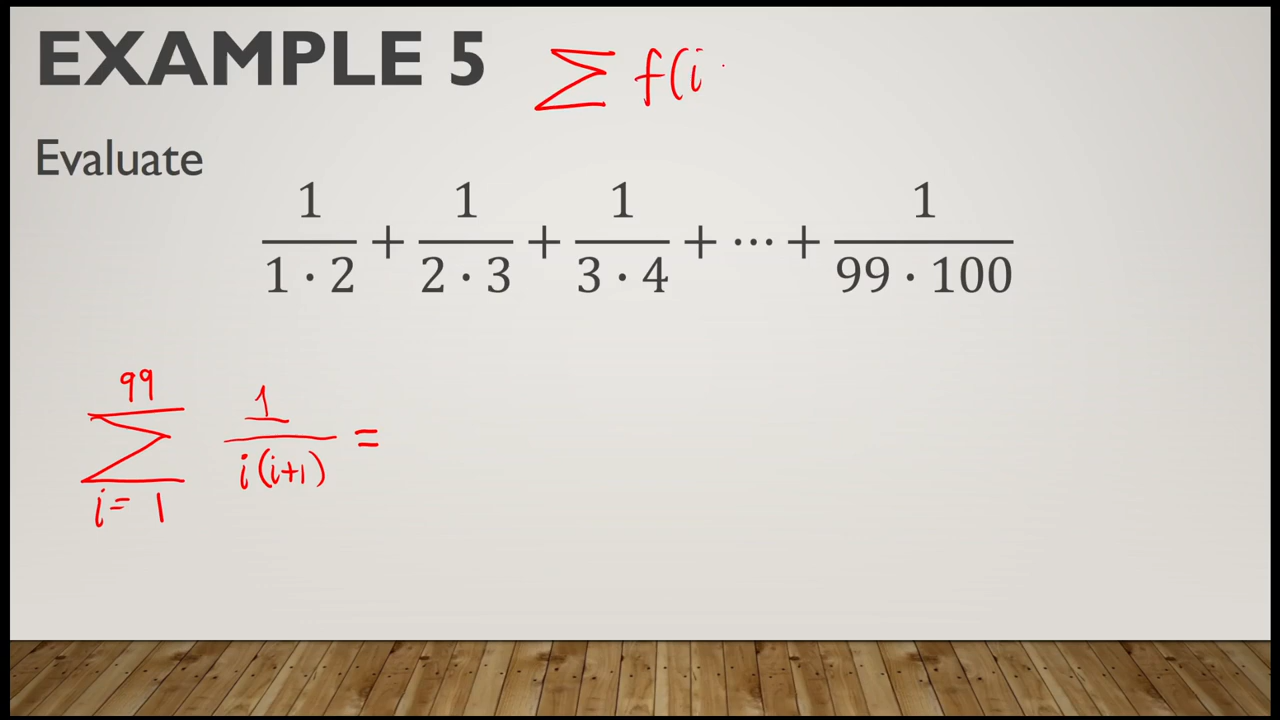 EXAMPLE 5 ∑ f(i
Evaluate
1/(1 · 2) + 1/(2 · 3) + 1/(3 · 4) + ⋯ + 1/(99 · 100)
99
∑ 1/(i(i+1)) =
i= 1